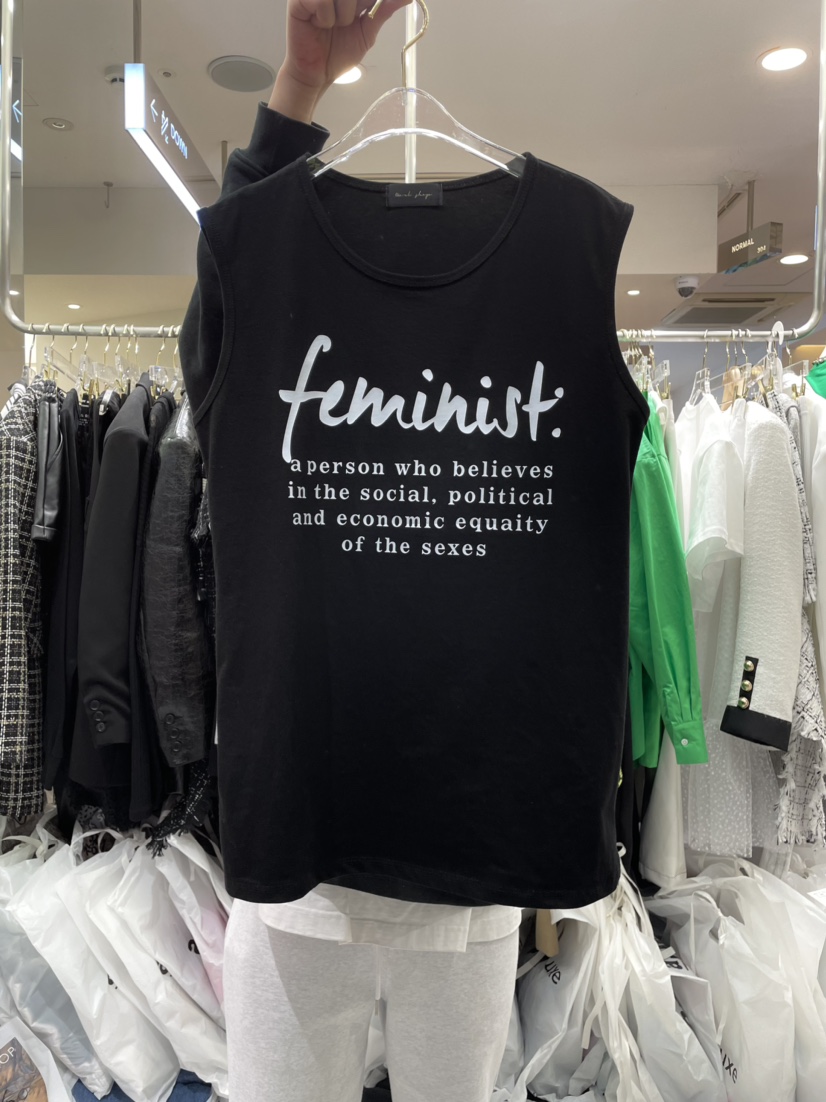 DOWN
NORMAL
feminist:
a person who believes
in the social, political
and economic equaity
of the sexes